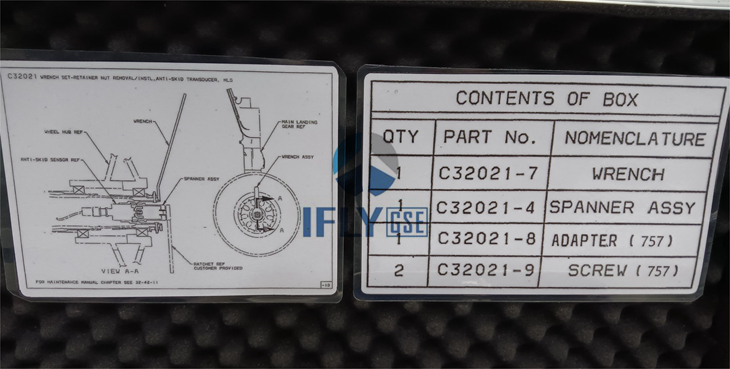 C32021 WRENCH SET-RETAINER NUT REMOVAL/INSTL, ANTI-SKID TRANSDUCER, MLG
WRENCH
MAIN LANDING
GEAR REF
WHEEL HUB REF
WRENCH ASSY
ANTI-SKID SENSOR REF
SPANNER ASSY
A
A
RATCHET REF
CUSTOMER PROVIDED
VIEW A-A
FOR MAINTENANCE MANUAL CHAPTER SEE 32-42-11
CONTENTS OF BOX
QTY PART No. NOMENCLATURE
1 C32021-7 WRENCH
1 C32021-4 SPANNER ASSY
1 C32021-8 ADAPTER (757)
2 C32021-9 SCREW (757)
IFLY GSE